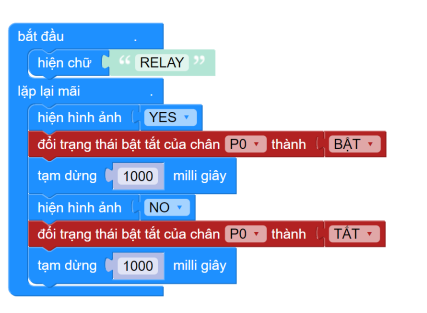 bắt đầu
hiện chữ “ RELAY ”
lặp lại mãi
hiện hình ảnh YES
đổi trạng thái bật tắt của chân P0 thành BẬT
tạm dừng 1000 milli giây
hiện hình ảnh NO
đổi trạng thái bật tắt của chân P0 thành TẮT
tạm dừng 1000 milli giây